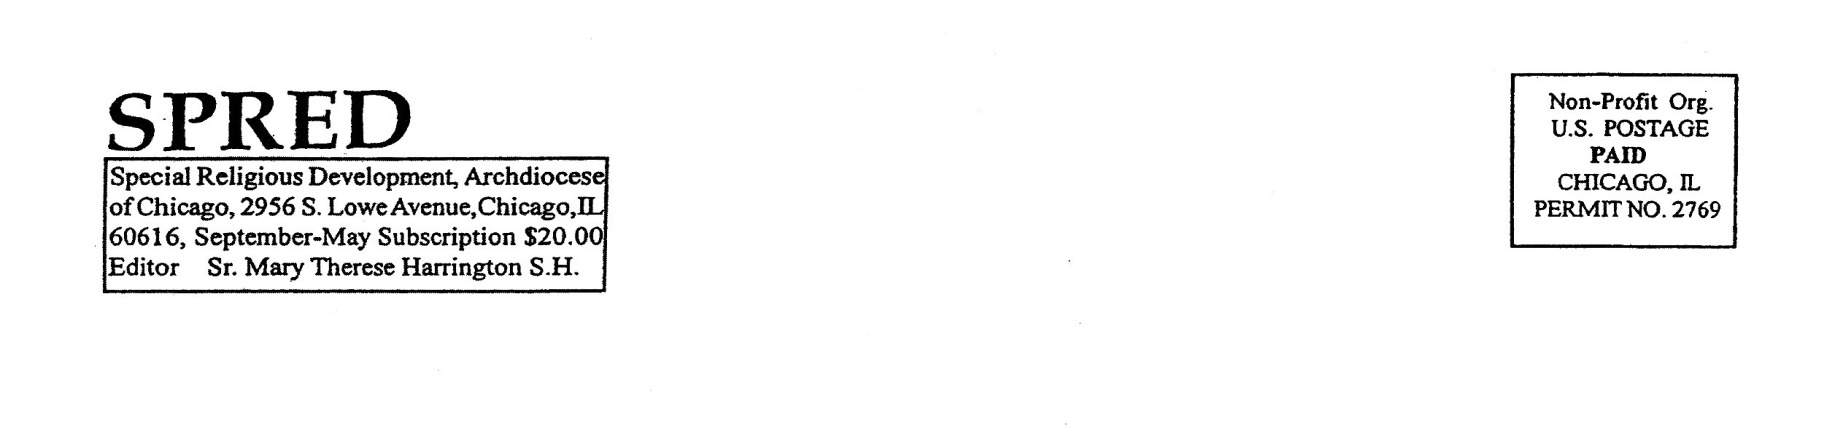 SPRED
Special Religious Development, Archdiocese
of Chicago, 2956 S. Lowe Avenue, Chicago, IL
60616, September-May Subscription $20.00
Editor Sr. Mary Therese Harrington S.H.
Non-Profit Org.
U.S. POSTAGE
PAID
CHICAGO, IL
PERMIT NO. 2769